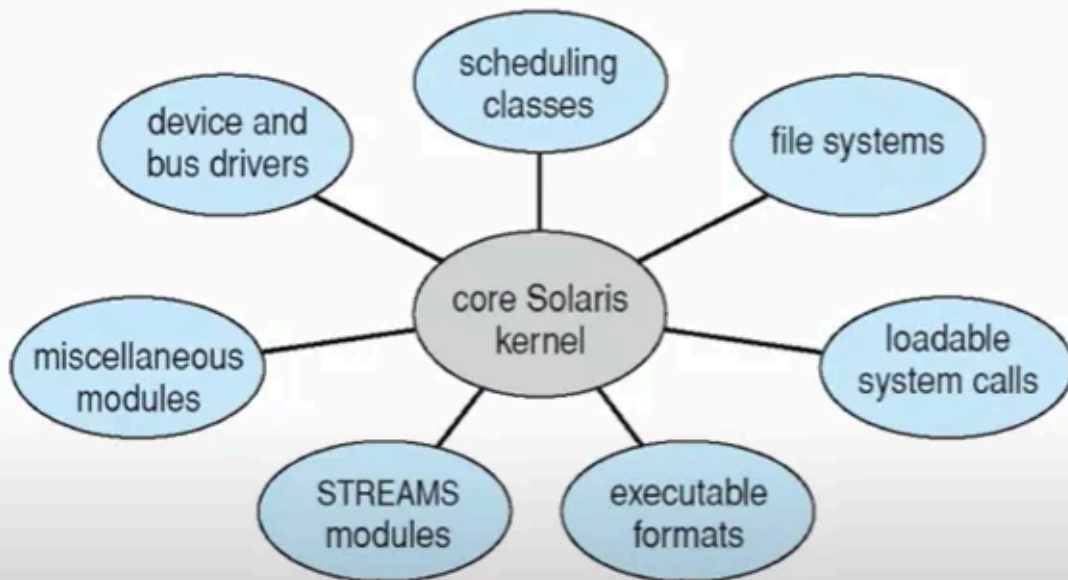 scheduling
classes
device and
bus drivers
file systems
core Solaris
kernel
miscellaneous
modules
loadable
system calls
STREAMS
modules
executable
formats